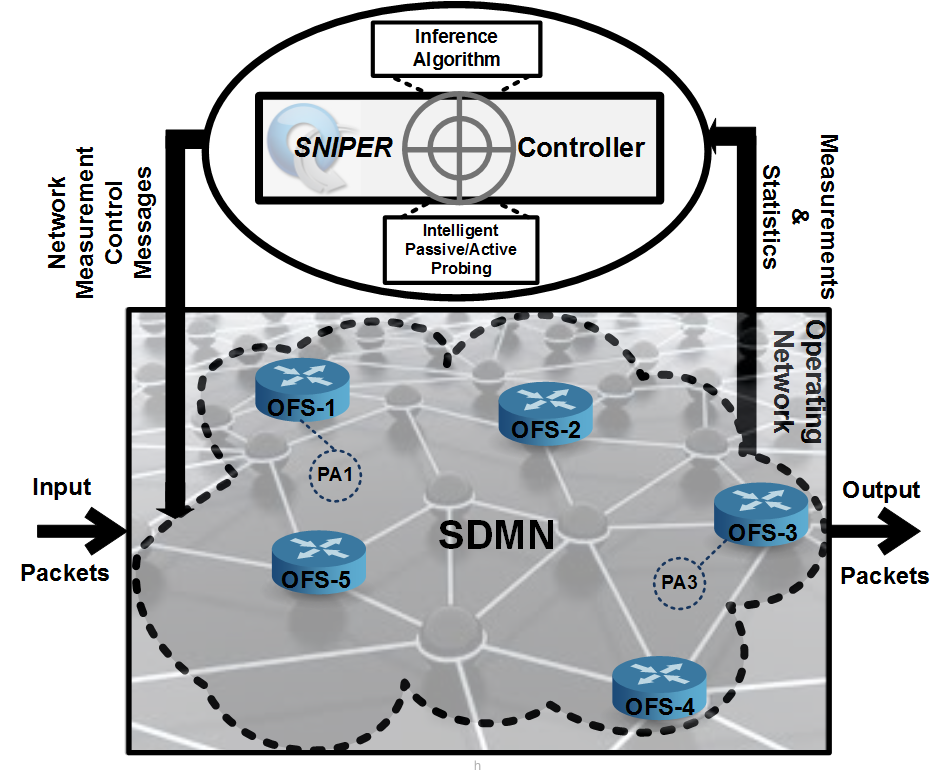 Inference
Algorithm
SNIPER Controller
Intelligent
Passive/Active
Probing
Network
Measurement
Control
Messages
Measurements
&
Statistics
Operating
Network
OFS-1
OFS-2
PA1
Input
Packets
SDMN
OFS-3
Output
Packets
OFS-5
PA3
OFS-4
h